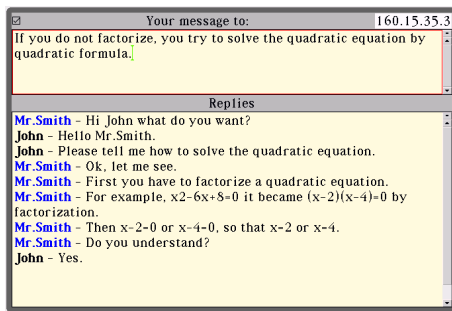 Your message to: 160.15.35.3
If you do not factorize, you try to solve the quadratic equation by
quadratic formula.
Replies
Mr.Smith - Hi John what do you want?
John - Hello Mr.Smith.
John - Please tell me how to solve the quadratic equation.
Mr.Smith - Ok, let me see.
Mr.Smith - First you have to factorize a quadratic equation.
Mr.Smith - For example, x2-6x+8=0 it became (x-2)(x-4)=0 by
factorization.
Mr.Smith - Then x-2=0 or x-4=0, so that x=2 or x=4.
Mr.Smith - Do you understand?
John - Yes.